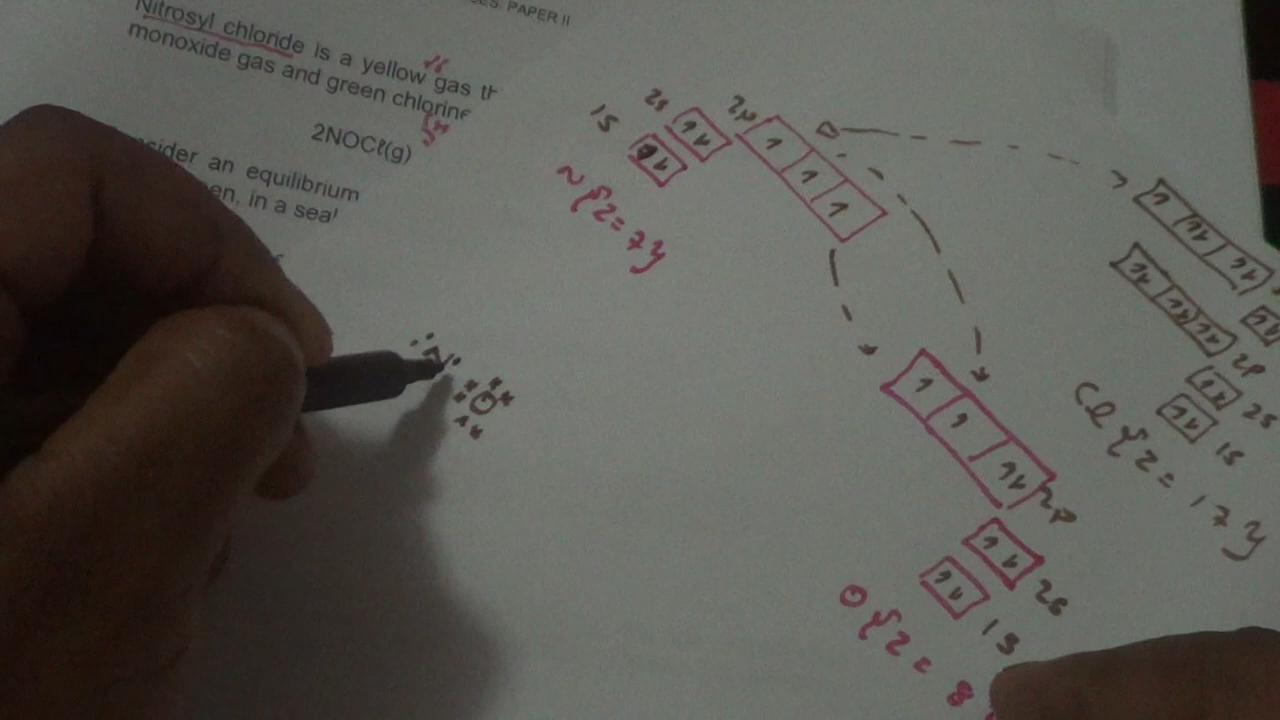 PAPER II
Nitrosyl chloride is a yellow gas th
monoxide gas and green chlorine
2NOCl(g)
sider an equilibrium
en, in a seal
1s
2s
N {z=7}
N
O
2p
2s
1s
O {z= 8
2p
2s
1s
Cl {z= 17}